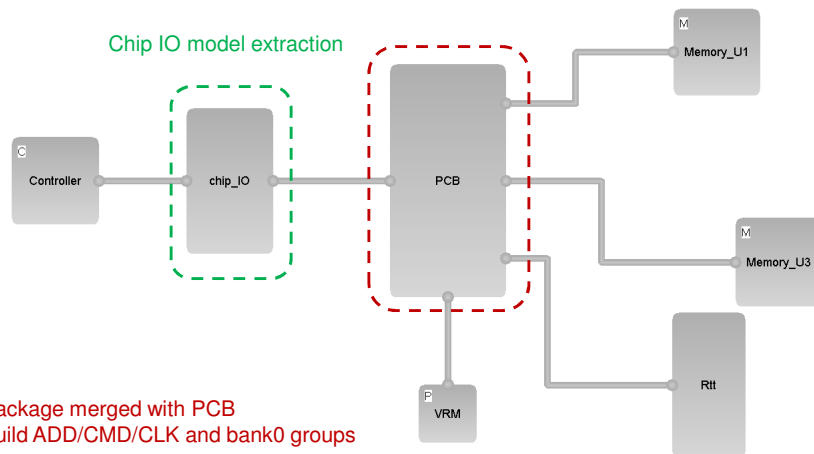 Chip IO model extraction
M
Memory_U1
C
Controller
chip_IO
PCB
M
Memory_U3
Rtt
P
VRM
ackage merged with PCB
uild ADD/CMD/CLK and bank0 groups